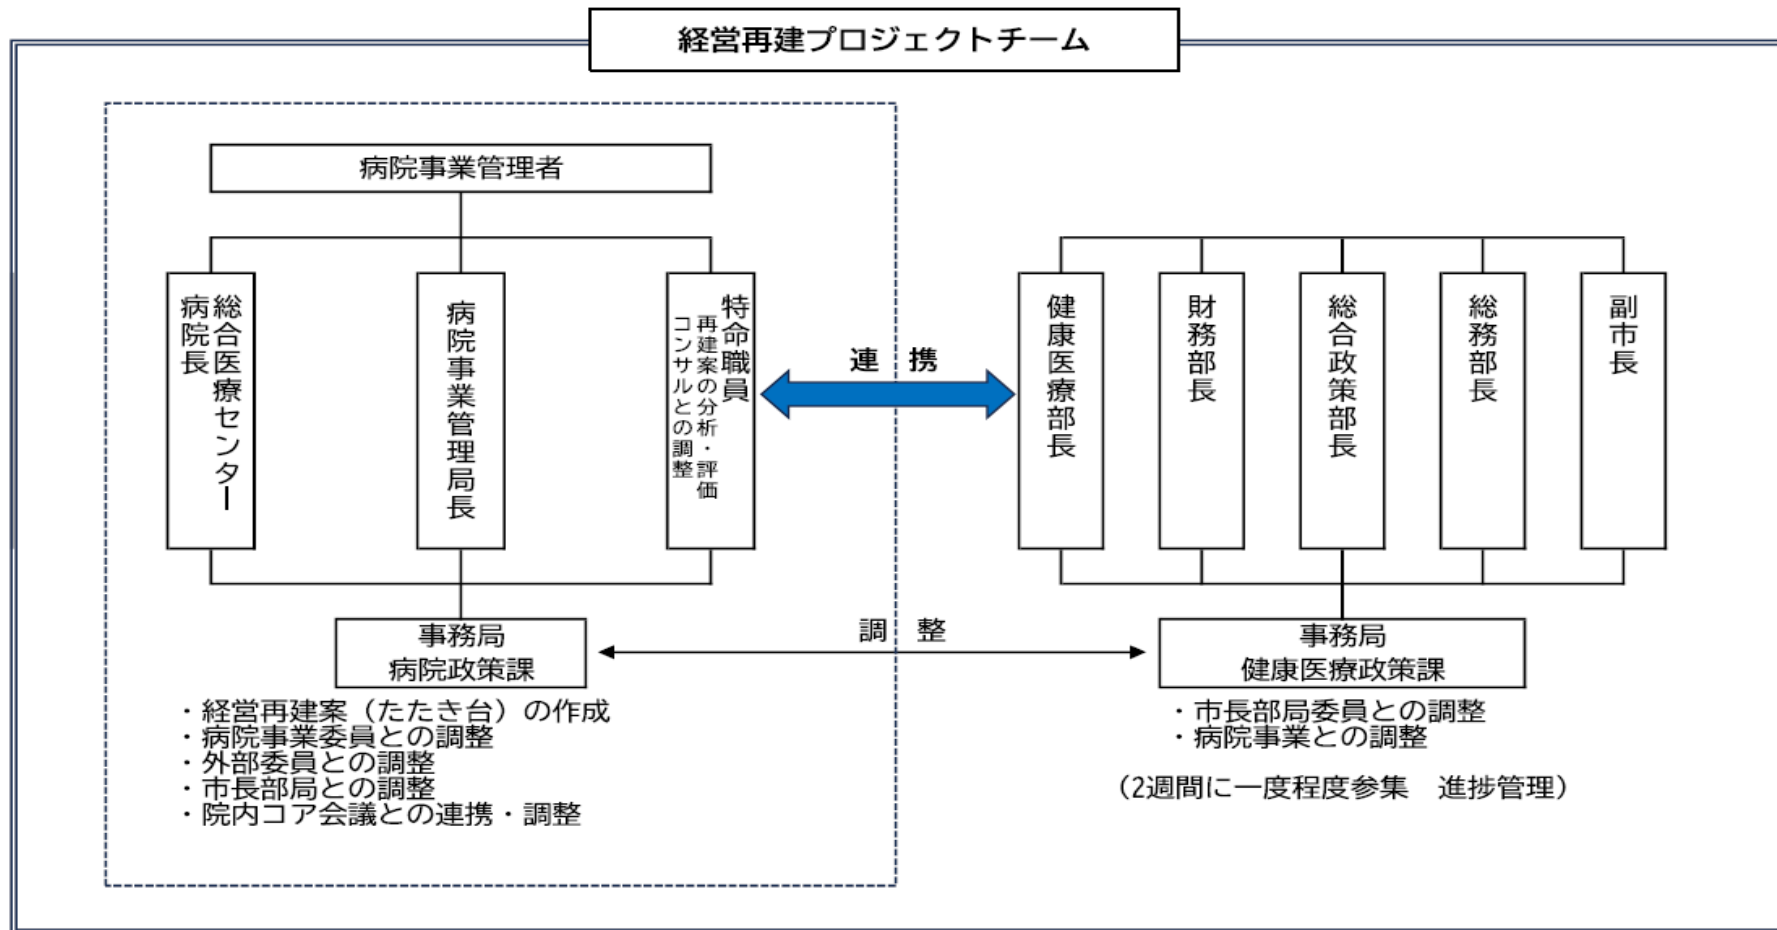 経営再建プロジェクトチーム
病院事業管理者
総合医療センター
病院長
病院事業管理局長
特命職員
再建案の分析・評価
コンサルとの調整
連　携
健康医療部長
財務部長
総合政策部長
総務部長
副市長
事務局
病院政策課
調　整
事務局
健康医療政策課
・経営再建案（たたき台）の作成
・病院事業委員との調整
・外部委員との調整
・市長部局との調整
・院内コア会議との連携・調整
・市長部局委員との調整
・病院事業との調整
（2週間に一度程度参集　進捗管理）